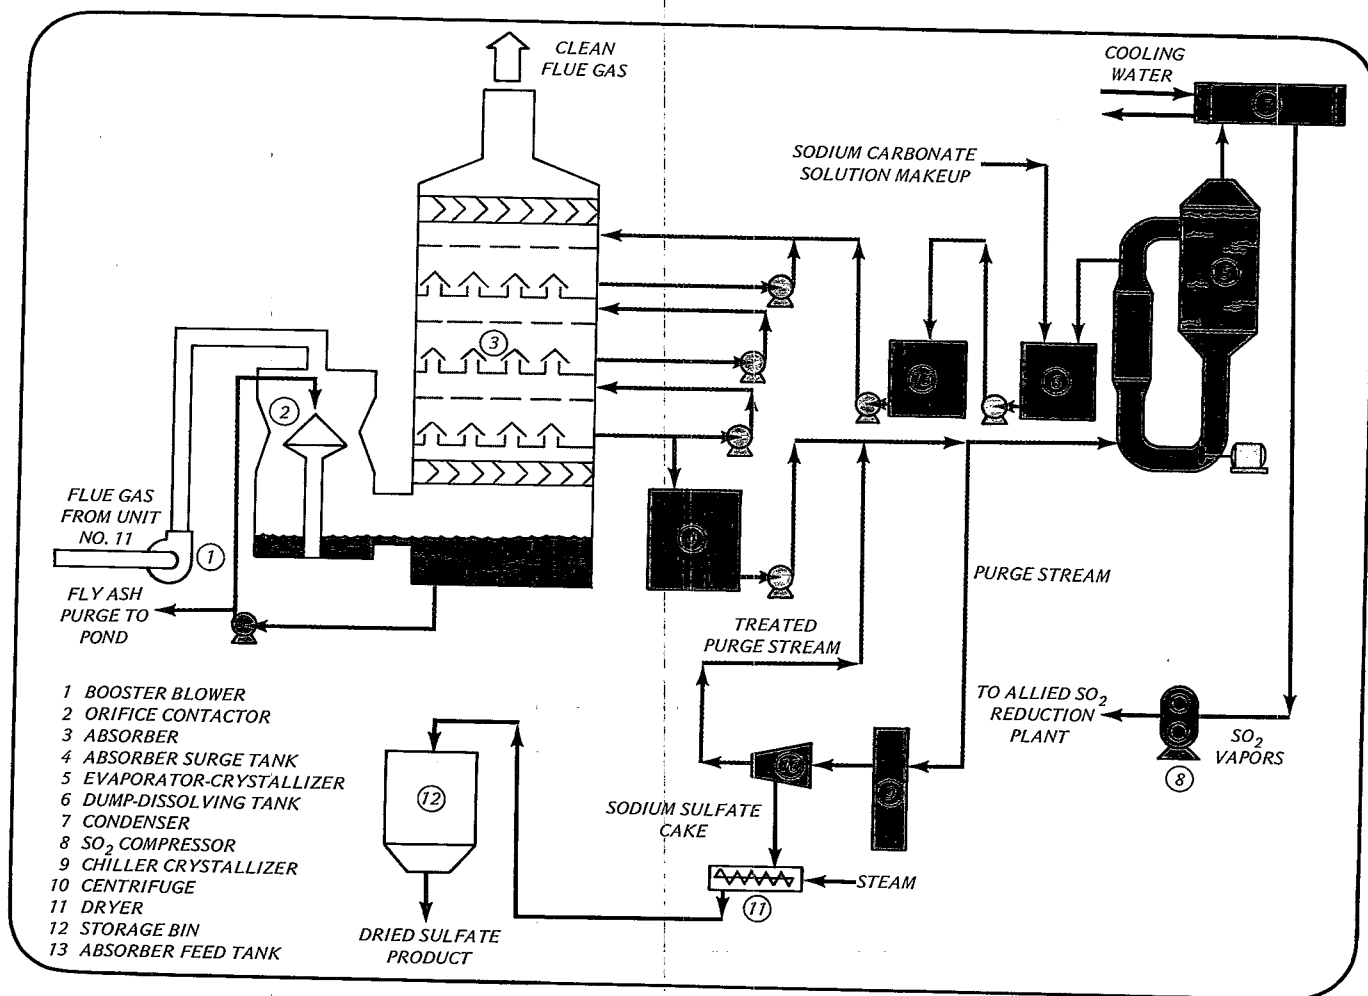 CLEAN
FLUE GAS
COOLING
WATER
SODIUM CARBONATE
SOLUTION MAKEUP
3
2
FLUE GAS
FROM UNIT
NO. 11
1
FLY ASH
PURGE TO
POND
PURGE STREAM
TREATED
PURGE STREAM
TO ALLIED SO2
REDUCTION
PLANT
SO2
VAPORS
8
12
9
SODIUM SULFATE
CAKE
STEAM
11
DRIED SULFATE
PRODUCT
1 BOOSTER BLOWER
2 ORIFICE CONTACTOR
3 ABSORBER
4 ABSORBER SURGE TANK
5 EVAPORATOR-CRYSTALLIZER
6 DUMP-DISSOLVING TANK
7 CONDENSER
8 SO2 COMPRESSOR
9 CHILLER CRYSTALLIZER
10 CENTRIFUGE
11 DRYER
12 STORAGE BIN
13 ABSORBER FEED TANK